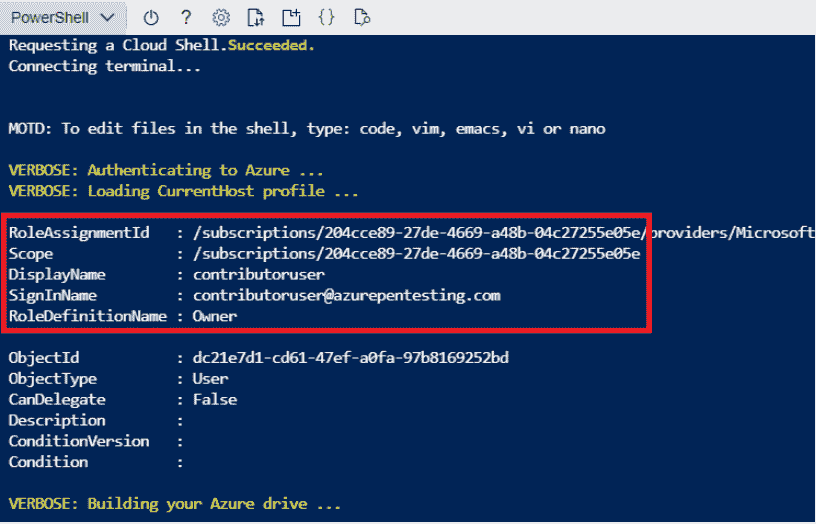 PowerShell
Requesting a Cloud Shell.Succeeded.
Connecting terminal...
MOTD: To edit files in the shell, type: code, vim, emacs, vi or nano
VERBOSE: Authenticating to Azure ...
VERBOSE: Loading CurrentHost profile ...
RoleAssignmentId : /subscriptions/204cce89-27de-4669-a48b-04c27255e05e/providers/Microsoft
Scope : /subscriptions/204cce89-27de-4669-a48b-04c27255e05e
DisplayName : contributoruser
SignInName : contributoruser@azurepentesting.com
RoleDefinitionName : Owner
ObjectId : dc21e7d1-cd61-47ef-a0fa-97b8169252bd
ObjectType : User
CanDelegate : False
Description :
ConditionVersion :
Condition :
VERBOSE: Building your Azure drive ...